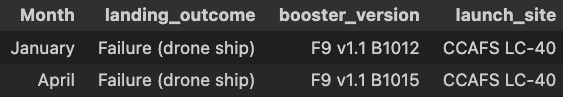 Month landing_outcome booster_version launch_site
January Failure (drone ship) F9 v1.1 B1012 CCAFS LC-40
April Failure (drone ship) F9 v1.1 B1015 CCAFS LC-40